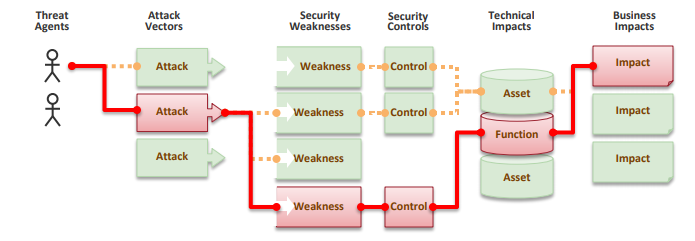 Threat Agents
Attack Vectors
Security Weaknesses
Security Controls
Technical Impacts
Business Impacts
Attack
Attack
Attack
Weakness
Weakness
Weakness
Weakness
Control
Control
Control
Asset
Function
Asset
Impact
Impact
Impact